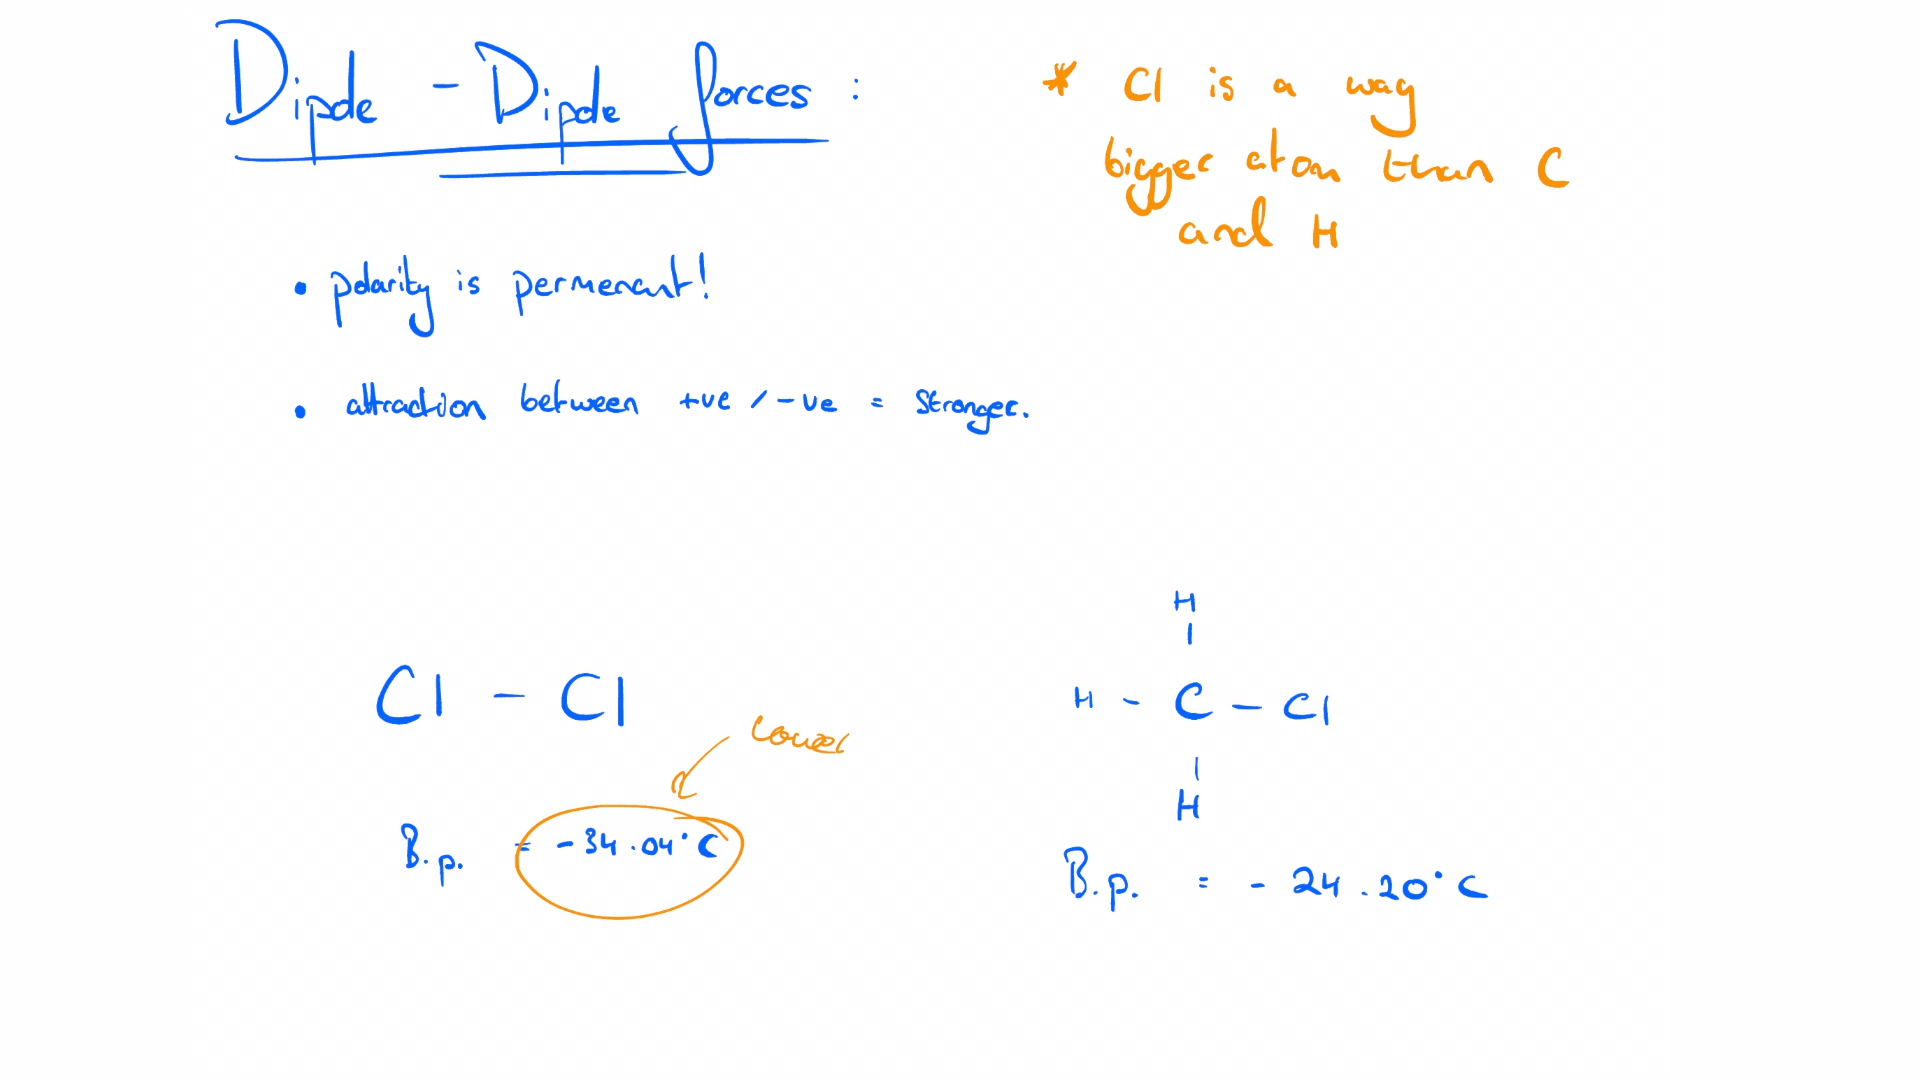 Dipole - Dipole forces :
* Cl is a way
bigger atom than C
and H
• polarity is permenant!
• attraction between +ve / -ve = stronger.
Cl - Cl
lower
B.p. = -34.04°C
H
H - C - Cl
H
B.p. = -24.20°C